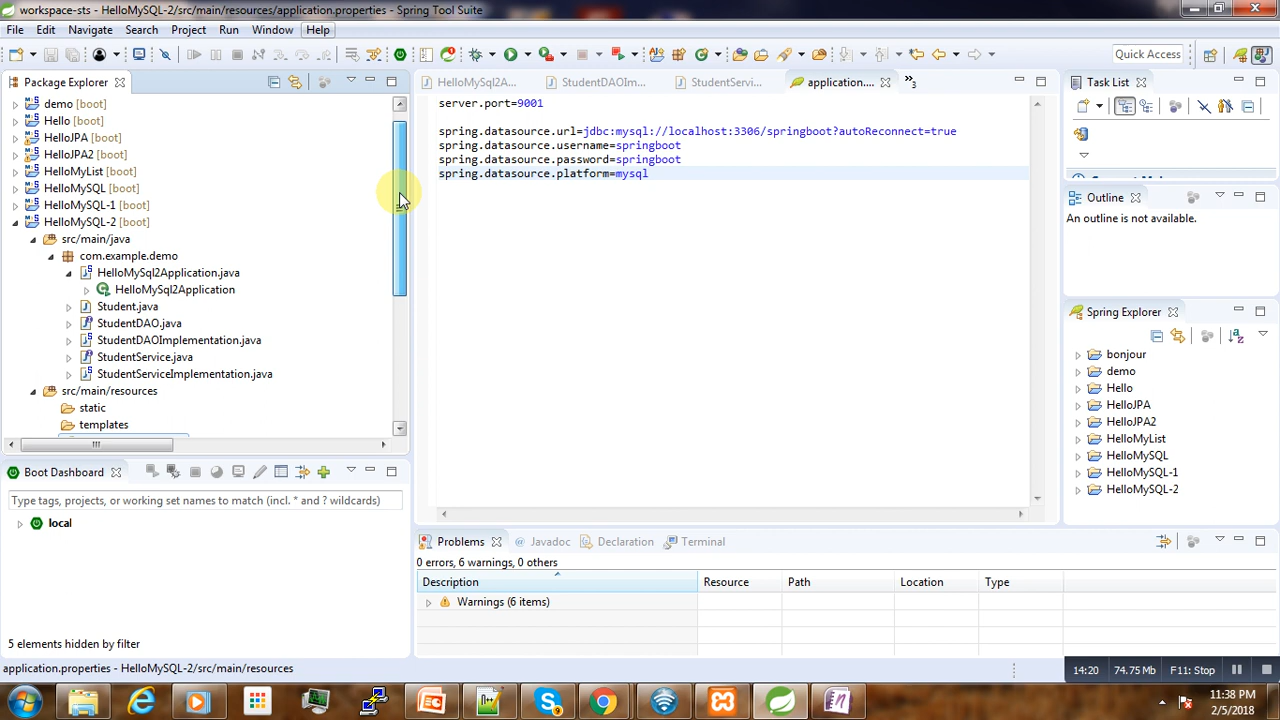 workspace-sts - HelloMySQL-2/src/main/resources/application.properties - Spring Tool Suite
File Edit Navigate Search Project Run Window Help
Quick Access
Package Explorer
demo [boot]
Hello [boot]
HelloJPA [boot]
HelloJPA2 [boot]
HelloMyList [boot]
HelloMySQL [boot]
HelloMySQL-1 [boot]
HelloMySQL-2 [boot]
src/main/java
com.example.demo
HelloMySql2Application.java
HelloMySql2Application
Student.java
StudentDAO.java
StudentDAOImplementation.java
StudentService.java
StudentServiceImplementation.java
src/main/resources
static
templates
HelloMySql2A... StudentDAOIm... StudentServi... application.... »3
server.port=9001
spring.datasource.url=jdbc:mysql://localhost:3306/springboot?autoReconnect=true
spring.datasource.username=springboot
spring.datasource.password=springboot
spring.datasource.platform=mysql
Task List
Outline
An outline is not available.
Spring Explorer
bonjour
demo
Hello
HelloJPA
HelloJPA2
HelloMyList
HelloMySQL
HelloMySQL-1
HelloMySQL-2
Boot Dashboard
Type tags, projects, or working set names to match (incl. * and ? wildcards)
local
5 elements hidden by filter
Problems @ Javadoc Declaration Terminal
0 errors, 6 warnings, 0 others
Description Resource Path Location Type
Warnings (6 items)
application.properties - HelloMySQL-2/src/main/resources
14:20 74.75 Mb F11: Stop
11:38 PM
2/5/2018